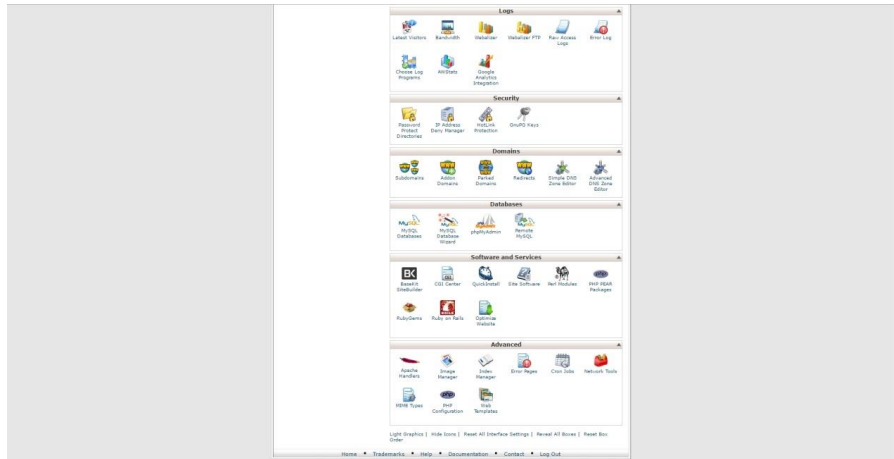 Logs
Latest Visitors Bandwidth Webalizer Webalizer FTP Raw Access Logs Error Log
Choose Log Programs AWStats Google Analytics Integration
Security
Password Protect Directories IP Address Deny Manager HotLink Protection GnuPG Keys
Domains
Subdomains Addon Domains Parked Domains Redirects Simple DNS Zone Editor Advanced DNS Zone Editor
Databases
MySQL Databases MySQL Database Wizard phpMyAdmin Remote MySQL
Software and Services
BK
BaseKit SiteBuilder CGI Center QuickInstall Site Software Perl Modules PHP PEAR Packages
RubyGems Ruby on Rails Optimize Website
Advanced
Apache Handlers Image Manager Index Manager Error Pages Cron Jobs Network Tools
MIME Types PHP Configuration Web Templates
Light Graphics | Hide Icons | Reset All Interface Settings | Reveal All Boxes | Reset Box
Order
Home • Trademarks • Help • Documentation • Contact • Log Out